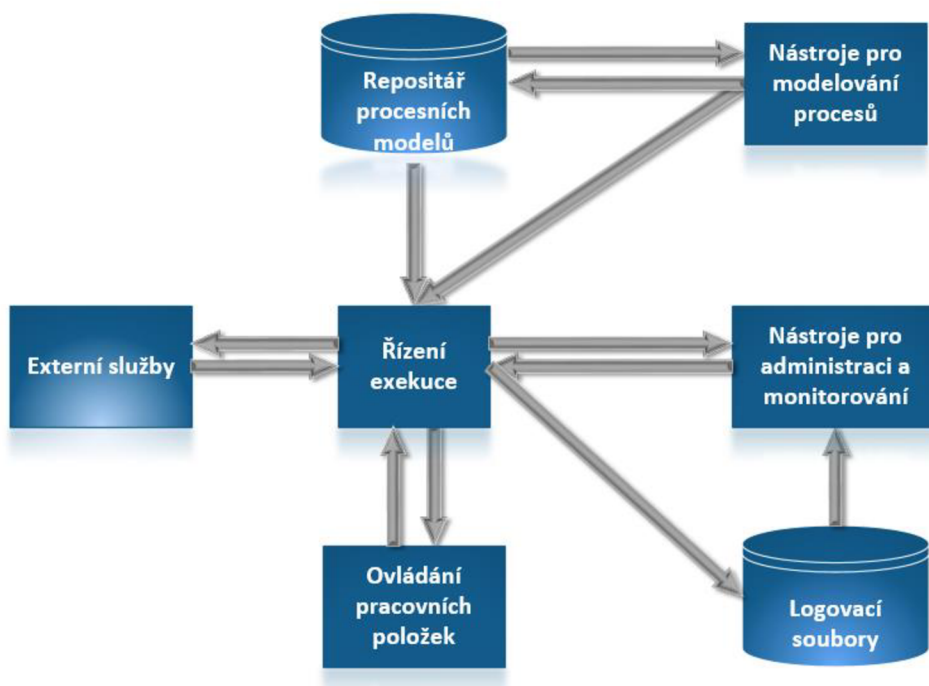 Repositář
procesních
modelů
Nástroje pro
modelování
procesů
Externí služby
Řízení
exekuce
Nástroje pro
administraci a
monitorování
Ovládání
pracovních
položek
Logovací
soubory